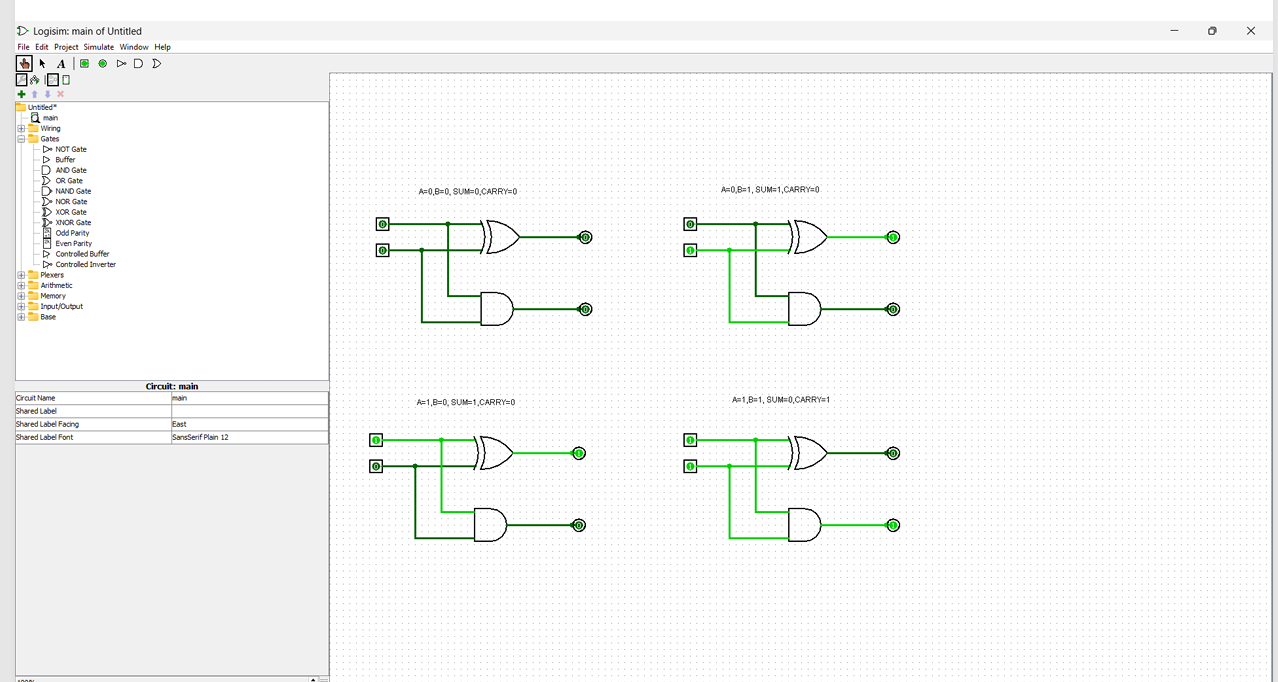 Logisim: main of Untitled
File Edit Project Simulate Window Help
A
Untitled*
main
Wiring
Gates
NOT Gate
Buffer
AND Gate
OR Gate
NAND Gate
NOR Gate
XOR Gate
XNOR Gate
Odd Parity
Even Parity
Controlled Buffer
Controlled Inverter
Plexers
Arithmetic
Memory
Input/Output
Base
Circuit: main
Circuit Name main
Shared Label
Shared Label Facing East
Shared Label Font SansSerif Plain 12
A=0,B=0, SUM=0,CARRY=0
0
0
0
0
A=0,B=1, SUM=1,CARRY=0
0
1
1
0
A=1,B=0, SUM=1,CARRY=0
1
1
0
0
A=1,B=1, SUM=0,CARRY=1
1
0
1
1